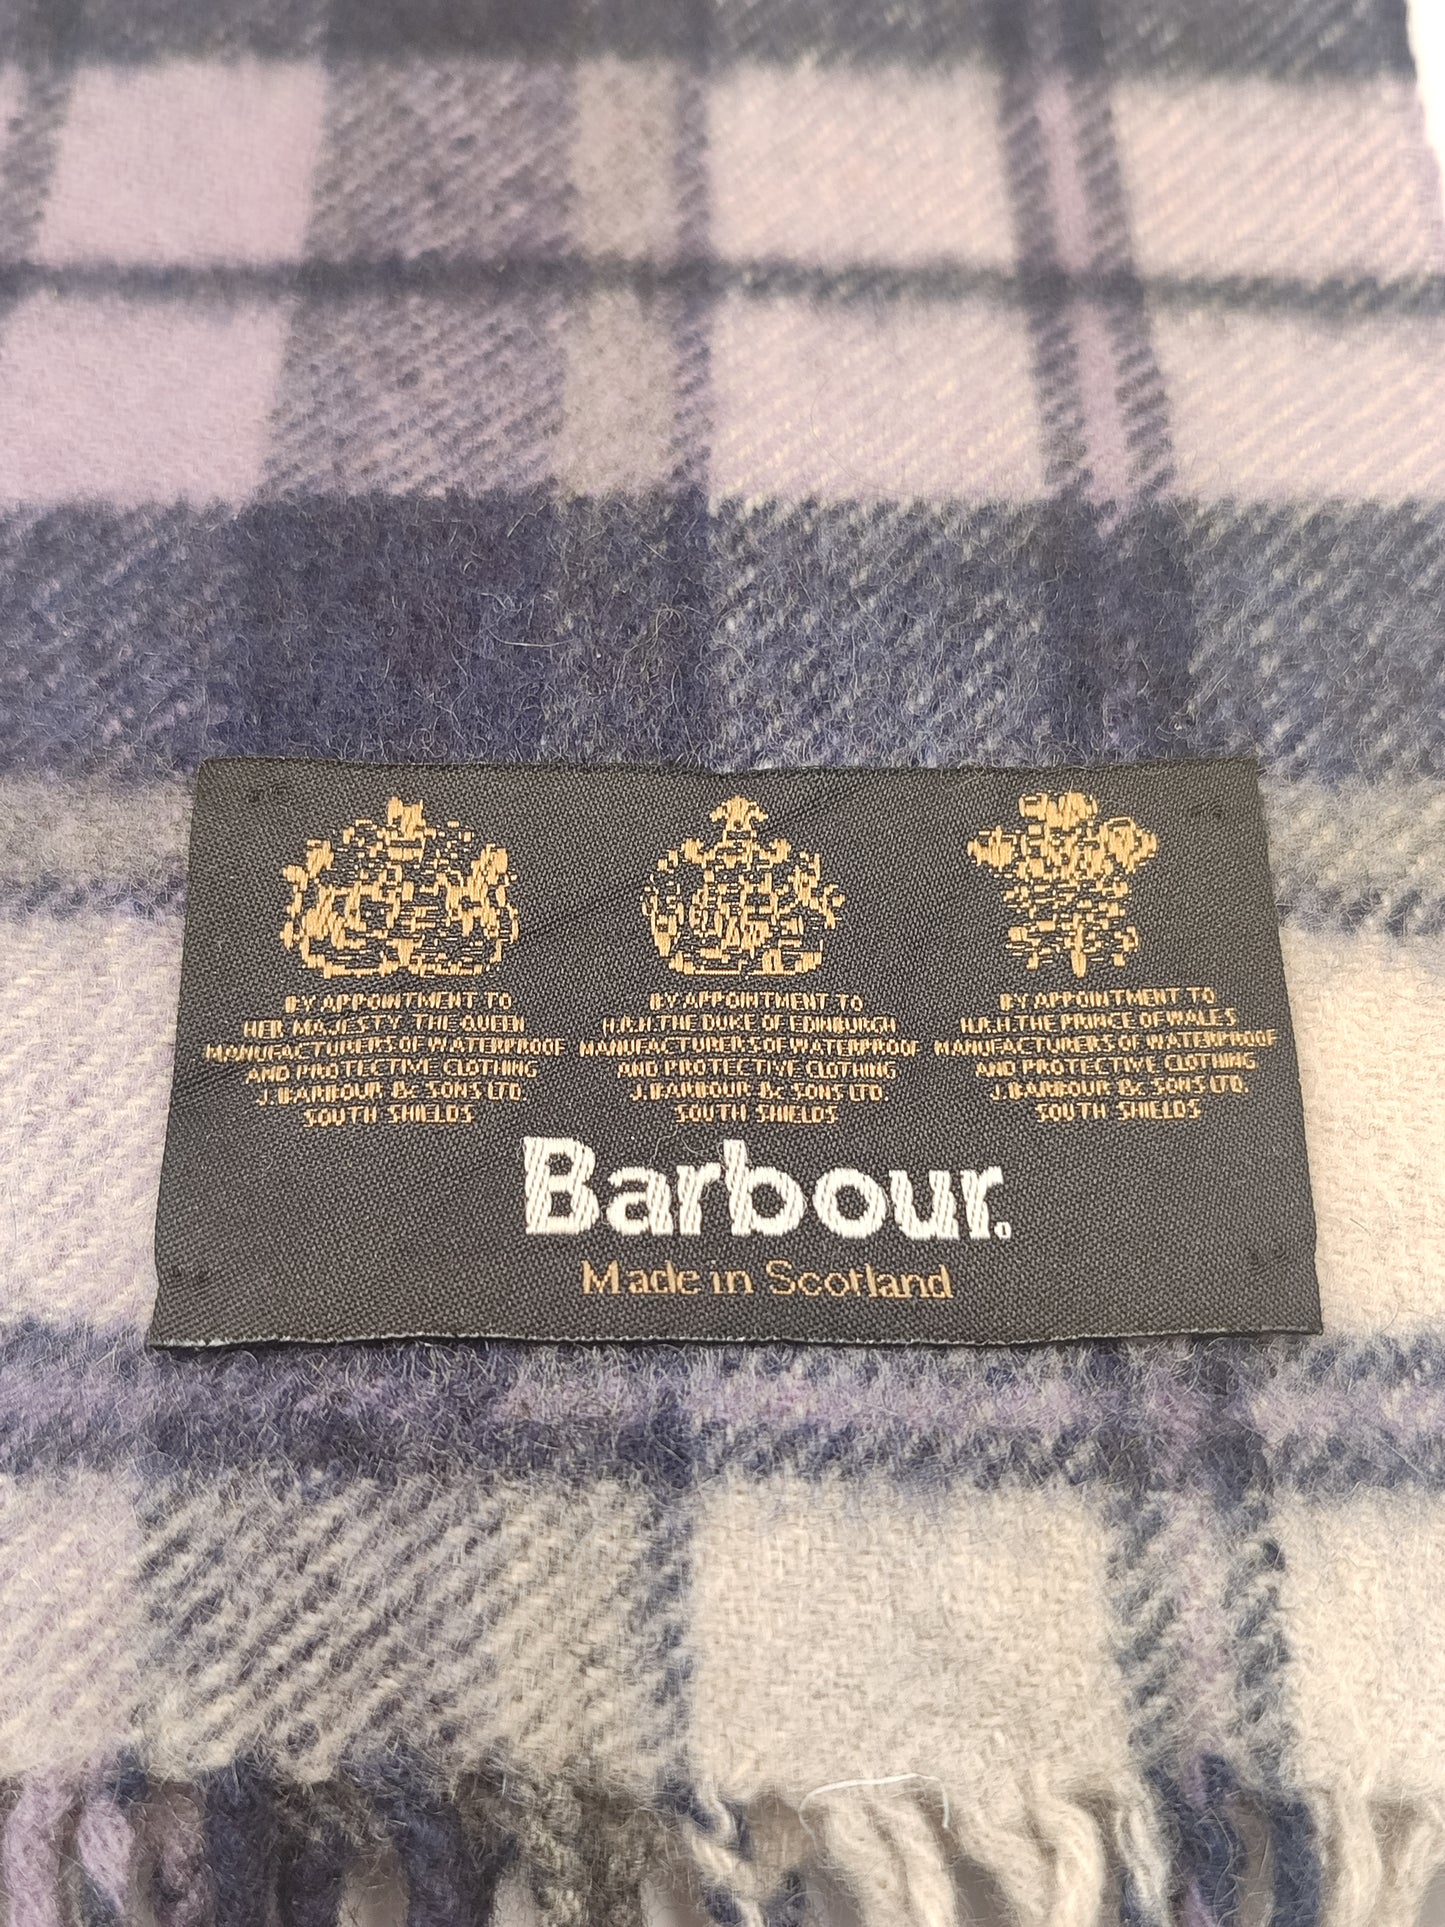 BY APPOINTMENT TO
HER MAJESTY THE QUEEN
MANUFACTURERS OF WATERPROOF
AND PROTECTIVE CLOTHING
J. BARBOUR & SONS LTD.
SOUTH SHIELDS
BY APPOINTMENT TO
H.R.H. THE DUKE OF EDINBURGH
MANUFACTURERS OF WATERPROOF
AND PROTECTIVE CLOTHING
J. BARBOUR & SONS LTD.
SOUTH SHIELDS
BY APPOINTMENT TO
H.R.H. THE PRINCE OF WALES
MANUFACTURERS OF WATERPROOF
AND PROTECTIVE CLOTHING
J. BARBOUR & SONS LTD.
SOUTH SHIELDS
Barbour.
Made in Scotland